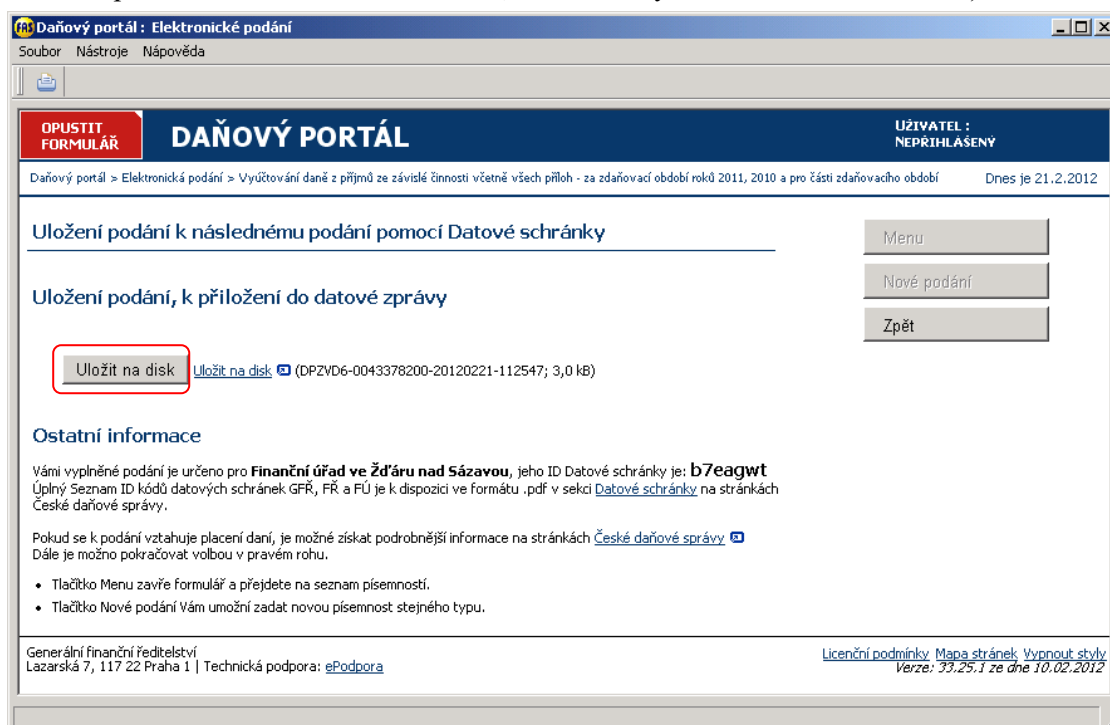 Daňový portál : Elektronické podání
Soubor Nástroje Nápověda
OPUSTIT
FORMULÁŘ
DAŇOVÝ PORTÁL
UŽIVATEL :
NEPŘIHLÁŠENÝ
Daňový portál > Elektronická podání > Vyúčtování daně z příjmů ze závislé činnosti včetně všech příloh - za zdaňovací období roků 2011, 2010 a pro části zdaňovacího období
Dnes je 21.2.2012
Uložení podání k následnému podání pomocí Datové schránky
Menu
Nové podání
Zpět
Uložení podání, k přiložení do datové zprávy
Uložit na disk Uložit na disk (DPZVD6-0043378200-20120221-112547; 3,0 kB)
Ostatní informace
Vámi vyplněné podání je určeno pro Finanční úřad ve Žďáru nad Sázavou, jeho ID Datové schránky je: b7eagwt
Úplný Seznam ID kódů datových schránek GFŘ, FŘ a FÚ je k dispozici ve formátu .pdf v sekci Datové schránky na stránkách
České daňové správy.
Pokud se k podání vztahuje placení daní, je možné získat podrobnější informace na stránkách České daňové správy
Dále je možno pokračovat volbou v pravém rohu.
• Tlačítko Menu zavře formulář a přejdete na seznam písemností.
• Tlačítko Nové podání Vám umožní zadat novou písemnost stejného typu.
Generální finanční ředitelství
Lazarská 7, 117 22 Praha 1 | Technická podpora: ePodpora
Licenční podmínky Mapa stránek Vypnout styly
Verze: 33.25.1 ze dne 10.02.2012